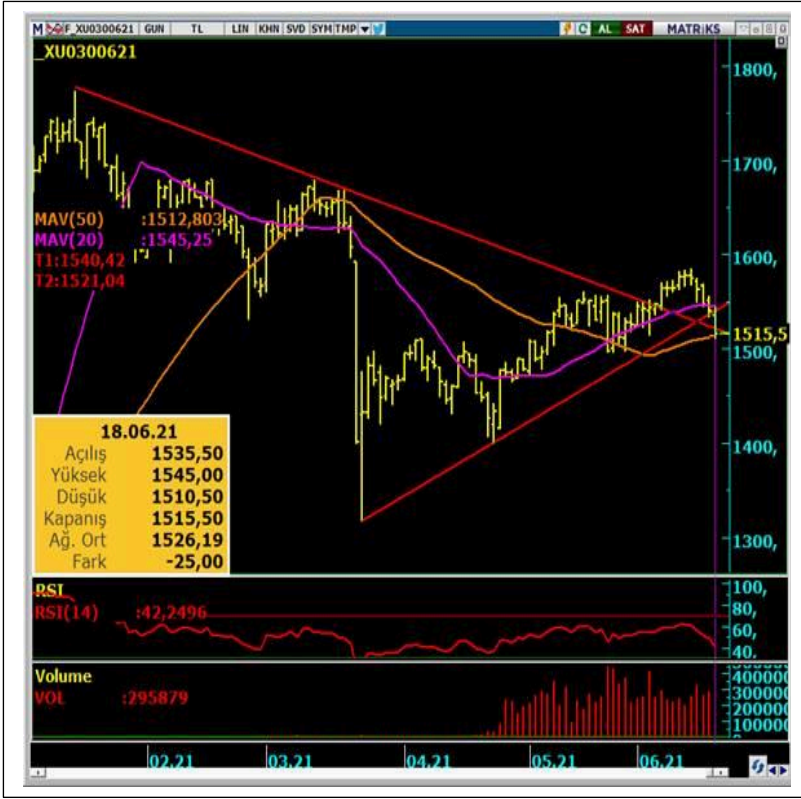 M F_XU0300621 GUN TL LIN KHN SVD SYM TMP AL SAT MATRiKS
_XU0300621
1800,
1700,
MAV(50) :1512,803
MAV(20) :1545,25
T1:1540,42
T2:1521,04
1600,
1515,5
1500,
1400,
1300,
18.06.21
Açılış 1535,50
Yüksek 1545,00
Düşük 1510,50
Kapanış 1515,50
Ağ. Ort 1526,19
Fark -25,00
RSI
RSI(14) :42,2496
100,
80,
60,
40,
Volume
VOL :295879
400000
300000
200000
100000
02.21 03.21 04.21 05.21 06.21